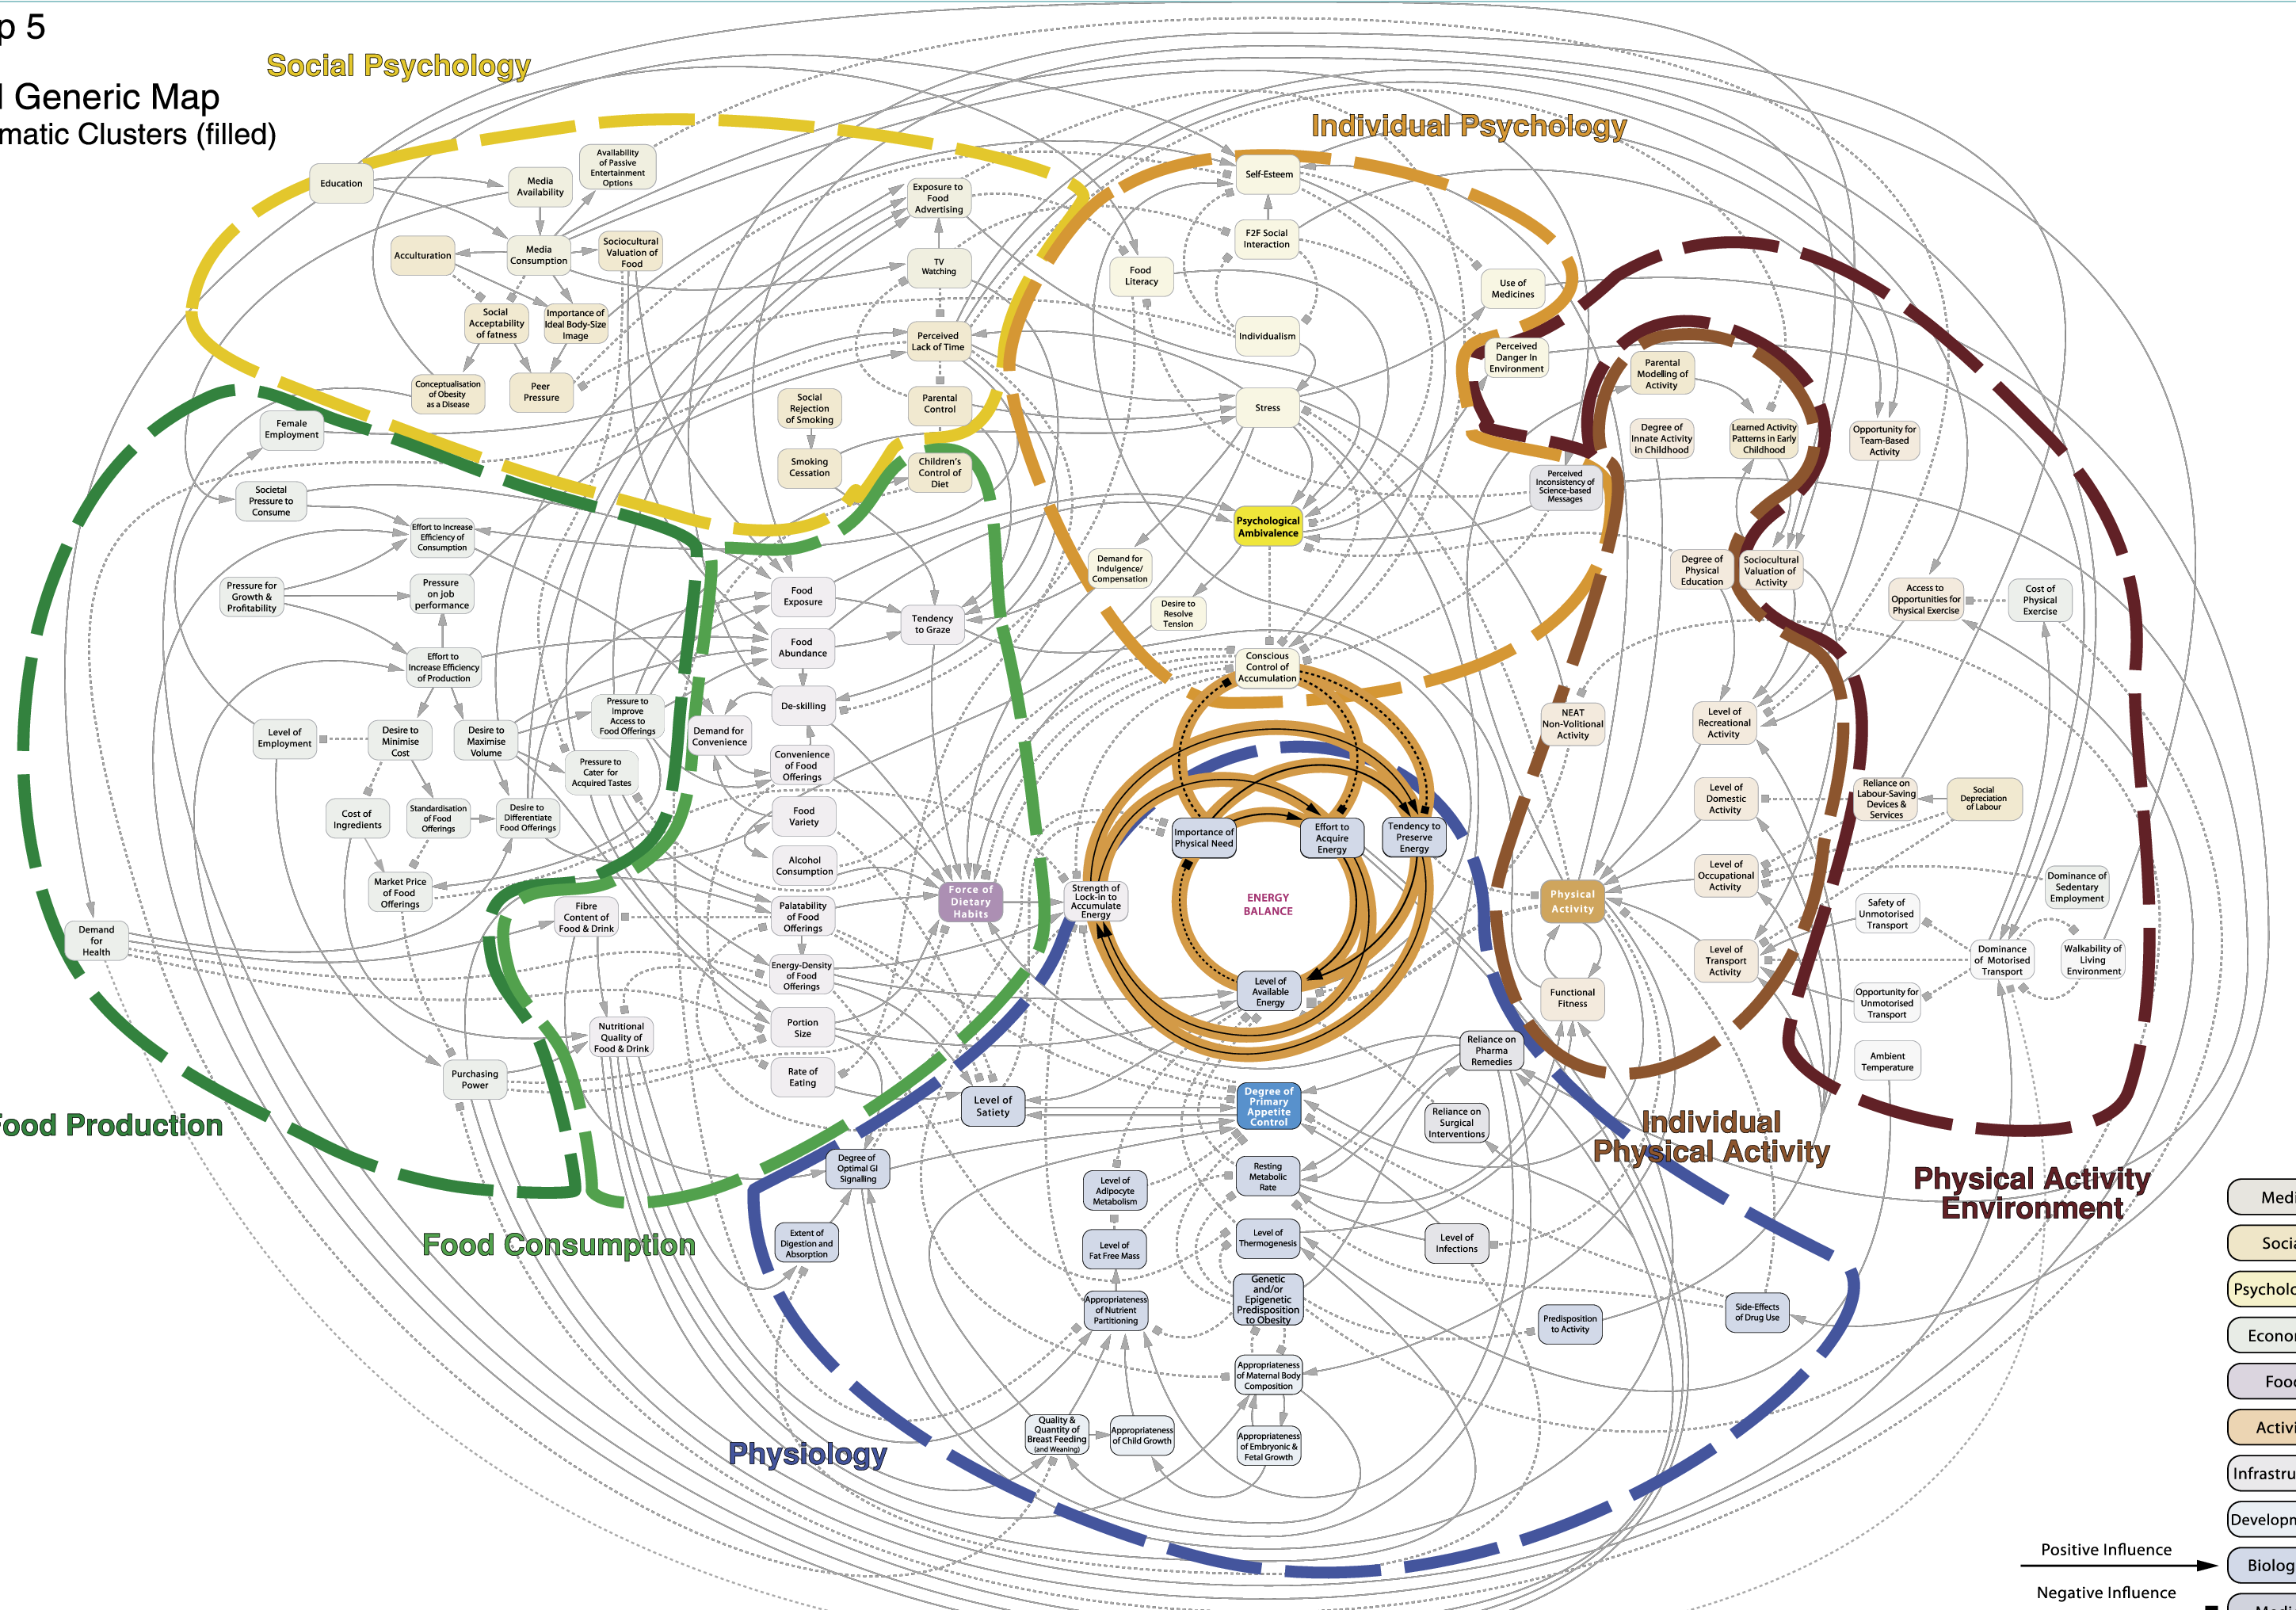 p 5
l Generic Map
matic Clusters (filled)
Social Psychology
Individual Psychology
Education
Media
Availability
Availability
of Passive
Entertainment
Options
Acculturation
Media
Consumption
Sociocultural
Valuation of
Food
Social
Acceptability
of fatness
Importance of
Ideal Body-Size
Image
Conceptualisation
of Obesity
as a Disease
Peer
Pressure
Exposure to
Food
Advertising
TV
Watching
Perceived
Lack of Time
Parental
Control
Children's
Control of
Diet
Social
Rejection
of Smoking
Smoking
Cessation
Self-Esteem
F2F Social
Interaction
Food
Literacy
Individualism
Stress
Use of
Medicines
Perceived
Danger In
Environment
Perceived
Inconsistency of
Science-based
Messages
Psychological
Ambivalence
Demand for
Indulgence/
Compensation
Desire to
Resolve
Tension
Conscious
Control of
Accumulation
Parental
Modelling of
Activity
Degree of
Innate Activity
in Childhood
Learned Activity
Patterns in Early
Childhood
Opportunity for
Team-Based
Activity
Degree of
Physical
Education
Sociocultural
Valuation of
Activity
Access to
Opportunities for
Physical Exercise
Cost of
Physical
Exercise
Female
Employment
Societal
Pressure to
Consume
Effort to Increase
Efficiency of
Consumption
Pressure for
Growth &
Profitability
Pressure
on job
performance
Effort to
Increase Efficiency
of Production
Level of
Employment
Desire to
Minimise
Cost
Desire to
Maximise
Volume
Pressure to
Improve
Access to
Food Offerings
Pressure to
Cater for
Acquired Tastes
Cost of
Ingredients
Standardisation
of Food
Offerings
Desire to
Differentiate
Food Offerings
Market Price
of Food
Offerings
Demand
for
Health
Fibre
Content of
Food & Drink
Nutritional
Quality of
Food & Drink
Purchasing
Power
Food
Exposure
Food
Abundance
Tendency
to Graze
De-skilling
Demand for
Convenience
Convenience
of Food
Offerings
Food
Variety
Alcohol
Consumption
Palatability
of Food
Offerings
Energy-Density
of Food
Offerings
Portion
Size
Rate of
Eating
Force of
Dietary
Habits
Strength of
Lock-in to
Accumulate
Energy
Importance of
Physical Need
Effort to
Acquire
Energy
Tendency to
Preserve
Energy
ENERGY
BALANCE
Level of
Available
Energy
NEAT
Non-Volitional
Activity
Level of
Recreational
Activity
Level of
Domestic
Activity
Reliance on
Labour-Saving
Devices &
Services
Social
Depreciation
of Labour
Level of
Occupational
Activity
Physical
Activity
Dominance of
Sedentary
Employment
Safety of
Unmotorised
Transport
Level of
Transport
Activity
Dominance
of Motorised
Transport
Walkability of
Living
Environment
Opportunity for
Unmotorised
Transport
Ambient
Temperature
Functional
Fitness
Reliance on
Pharma
Remedies
Reliance on
Surgical
Interventions
Level of
Satiety
Degree of
Primary
Appetite
Control
Degree of
Optimal GI
Signalling
Extent of
Digestion and
Absorption
Level of
Adipocyte
Metabolism
Resting
Metabolic
Rate
Level of
Fat Free Mass
Level of
Thermogenesis
Level of
Infections
Appropriateness
of Nutrient
Partitioning
Genetic
and/or
Epigenetic
Predisposition
to Obesity
Predisposition
to Activity
Side-Effects
of Drug Use
Appropriateness
of Maternal Body
Composition
Quality &
Quantity of
Breast Feeding
(and Weaning)
Appropriateness
of Child Growth
Appropriateness
of Embryonic &
Fetal Growth
Food Production
Food Consumption
Physiology
Individual
Physical Activity
Physical Activity
Environment
Medi
Socia
Psycholo
Econo
Food
Activi
Infrastru
Developm
Biolog
Positive Influence
Negative Influence